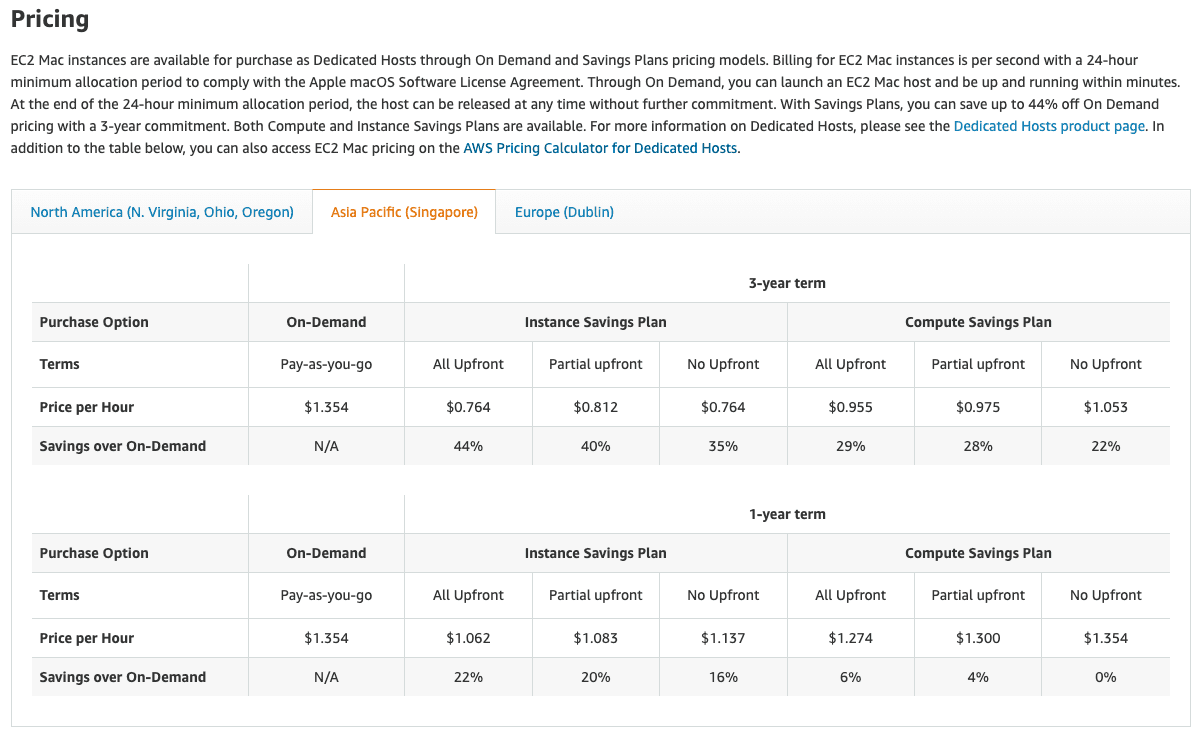 Pricing
EC2 Mac instances are available for purchase as Dedicated Hosts through On Demand and Savings Plans pricing models. Billing for EC2 Mac instances is per second with a 24-hour
minimum allocation period to comply with the Apple macOS Software License Agreement. Through On Demand, you can launch an EC2 Mac host and be up and running within minutes.
At the end of the 24-hour minimum allocation period, the host can be released at any time without further commitment. With Savings Plans, you can save up to 44% off On Demand
pricing with a 3-year commitment. Both Compute and Instance Savings Plans are available. For more information on Dedicated Hosts, please see the Dedicated Hosts product page. In
addition to the table below, you can also access EC2 Mac pricing on the AWS Pricing Calculator for Dedicated Hosts.
North America (N. Virginia, Ohio, Oregon) Asia Pacific (Singapore) Europe (Dublin)
3-year term
Purchase Option On-Demand Instance Savings Plan Compute Savings Plan
Terms Pay-as-you-go All Upfront Partial upfront No Upfront All Upfront Partial upfront No Upfront
Price per Hour $1.354 $0.764 $0.812 $0.764 $0.955 $0.975 $1.053
Savings over On-Demand N/A 44% 40% 35% 29% 28% 22%
1-year term
Purchase Option On-Demand Instance Savings Plan Compute Savings Plan
Terms Pay-as-you-go All Upfront Partial upfront No Upfront All Upfront Partial upfront No Upfront
Price per Hour $1.354 $1.062 $1.083 $1.137 $1.274 $1.300 $1.354
Savings over On-Demand N/A 22% 20% 16% 6% 4% 0%